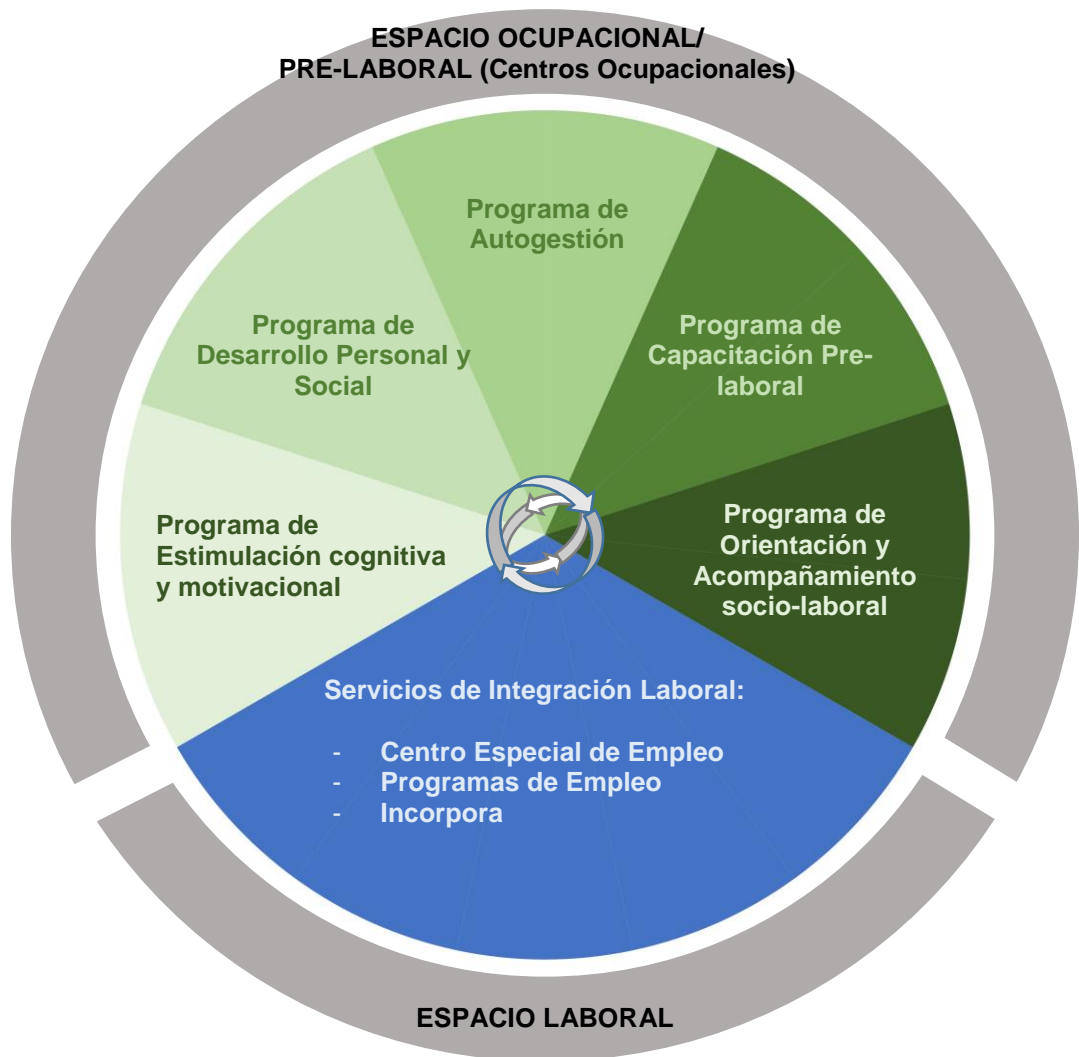 ESPACIO OCUPACIONAL/
PRE-LABORAL (Centros Ocupacionales)
Programa de
Autogestión
Programa de
Desarrollo Personal y
Social
Programa de
Capacitación Pre-
laboral
Programa de
Estimulación cognitiva
y motivacional
Programa de
Orientación y
Acompañamiento
socio-laboral
Servicios de Integración Laboral:
- Centro Especial de Empleo
- Programas de Empleo
- Incorpora
ESPACIO LABORAL